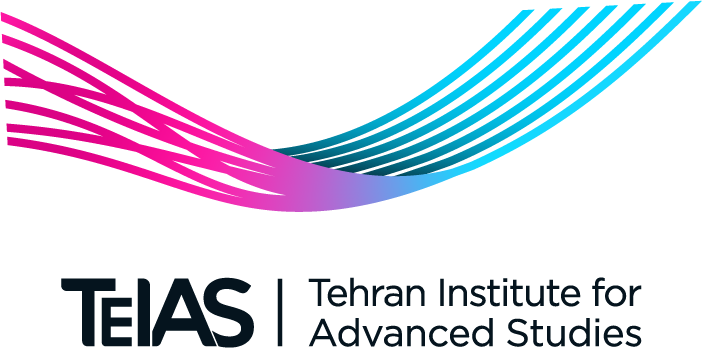 TEIAS
Tehran Institute for
Advanced Studies